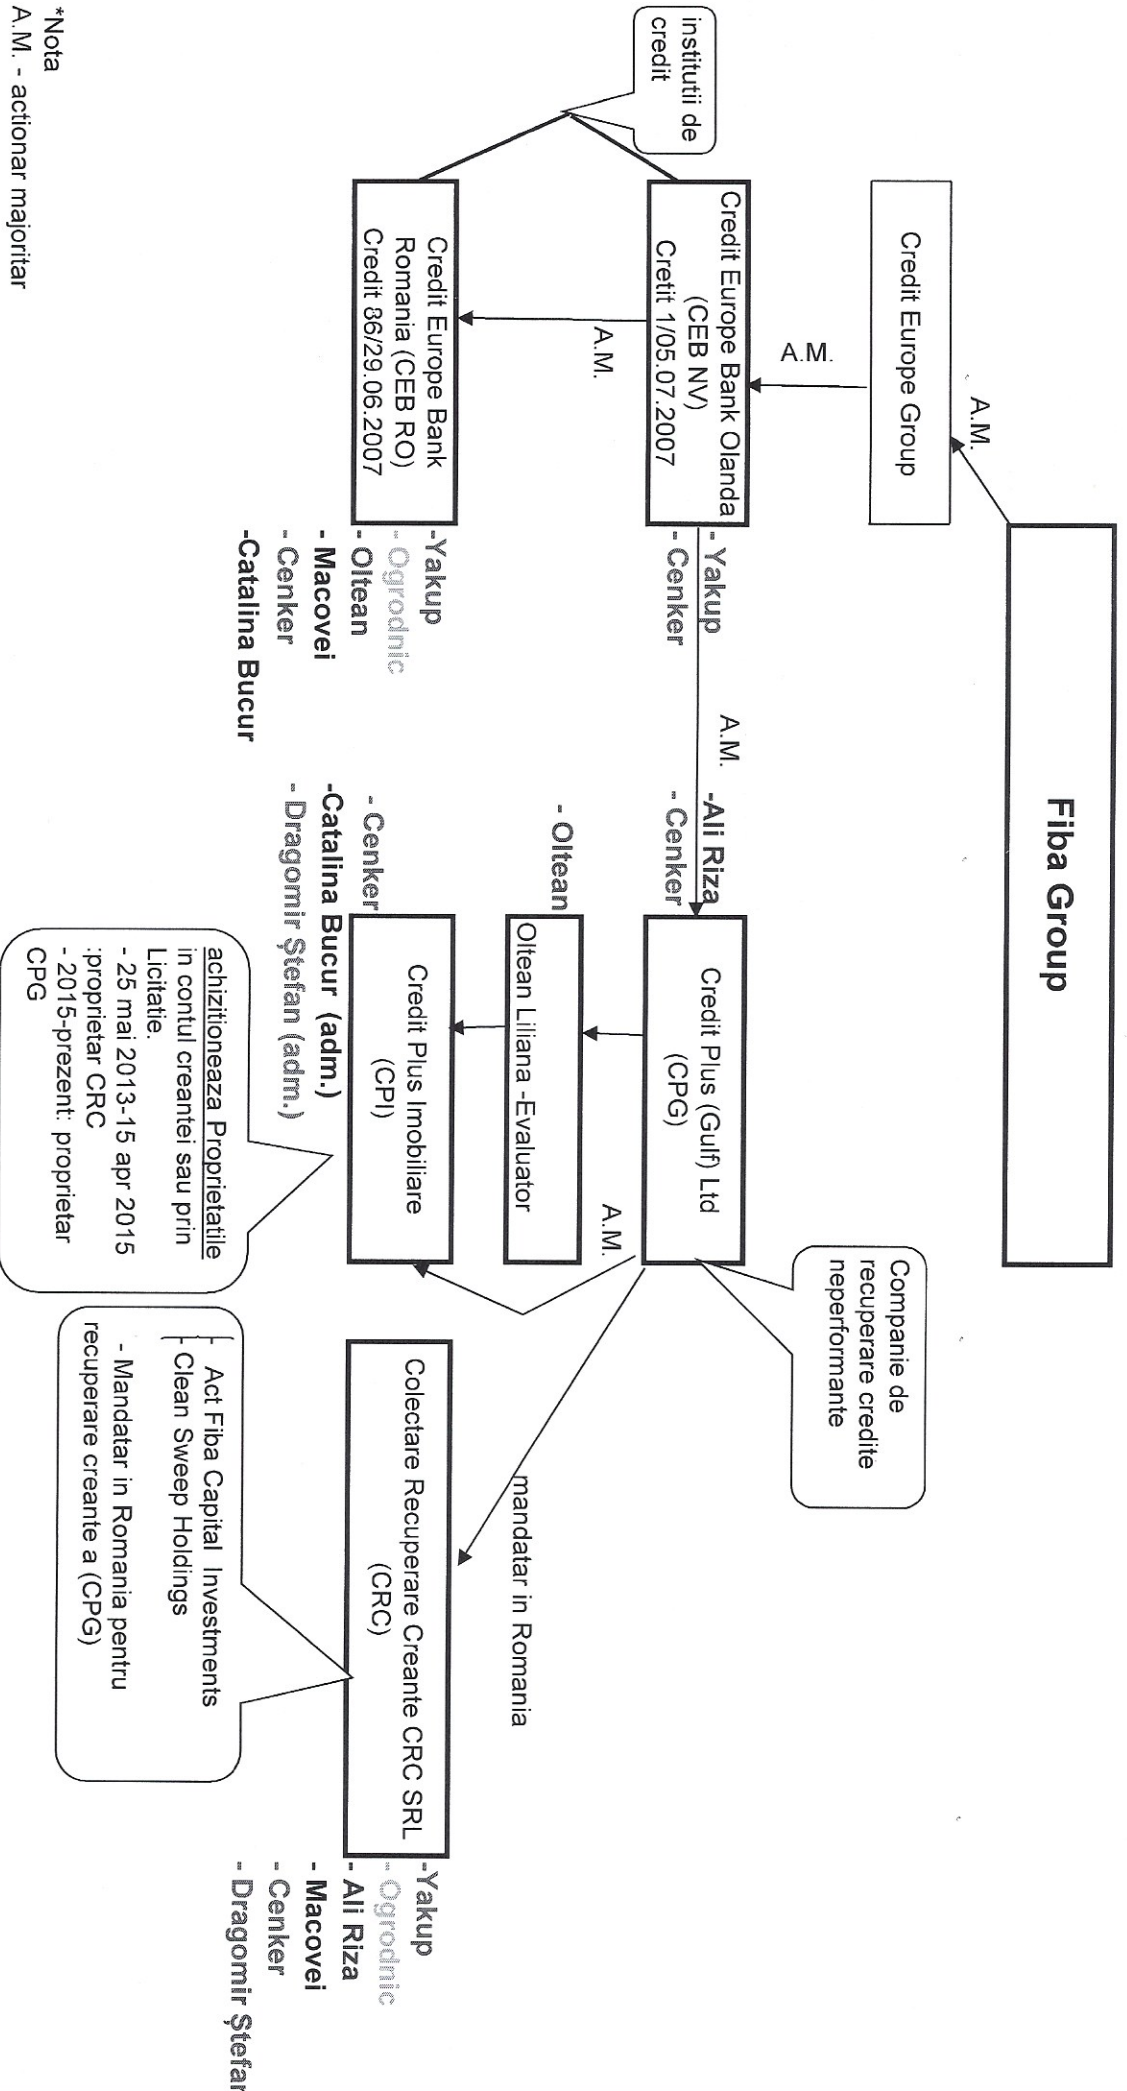 Fiba Group
A.M.
Credit Europe Group
A.M.
institutii de
credit
Credit Europe Bank Olanda
(CEB NV)
Cretit 1/05.07.2007
- Yakup
- Cenker
A.M.
-Ali Riza
- Cenker
Credit Plus (Gulf) Ltd
(CPG)
Companie de
recuperare credite
neperformante
A.M.
- Oltean
Oltean Liliana -Evaluator
A.M.
mandatar in Romania
Credit Europe Bank
Romania (CEB RO)
Credit 86/29.06.2007
-Yakup
- Ogrodnic
- Oltean
- Macovei
- Cenker
-Catalina Bucur
- Cenker
-Catalina Bucur (adm.)
- Dragomir Ștefan (adm.)
Credit Plus Imobiliare
(CPI)
Colectare Recuperare Creante CRC SRL
(CRC)
-Yakup
- Ogrodnic
- Ali Riza
- Macovei
- Cenker
- Dragomir Ștefan
achizitioneaza Proprietatile
in contul creantei sau prin
Licitatie.
- 25 mai 2013-15 apr 2015
:proprietar CRC
- 2015-prezent: proprietar
CPG
- Act Fiba Capital Investments
- Clean Sweep Holdings
- Mandatar in Romania pentru
recuperare creante a (CPG)
*Nota
A.M. - actionar majoritar